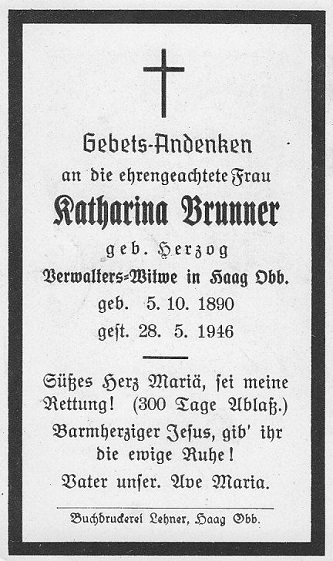 Gebets-Andenken
an die ehrengeachtete Frau
Katharina Brunner
geb. Herzog
Verwalters-Witwe in Haag Obb.
geb. 5. 10. 1890
gest. 28. 5. 1946
Süßes Herz Mariä, sei meine
Rettung! (300 Tage Ablaß.)
Barmherziger Jesus, gib' ihr
die ewige Ruhe!
Vater unser. Ave Maria.
Buchdruckerei Lehner, Haag Obb.